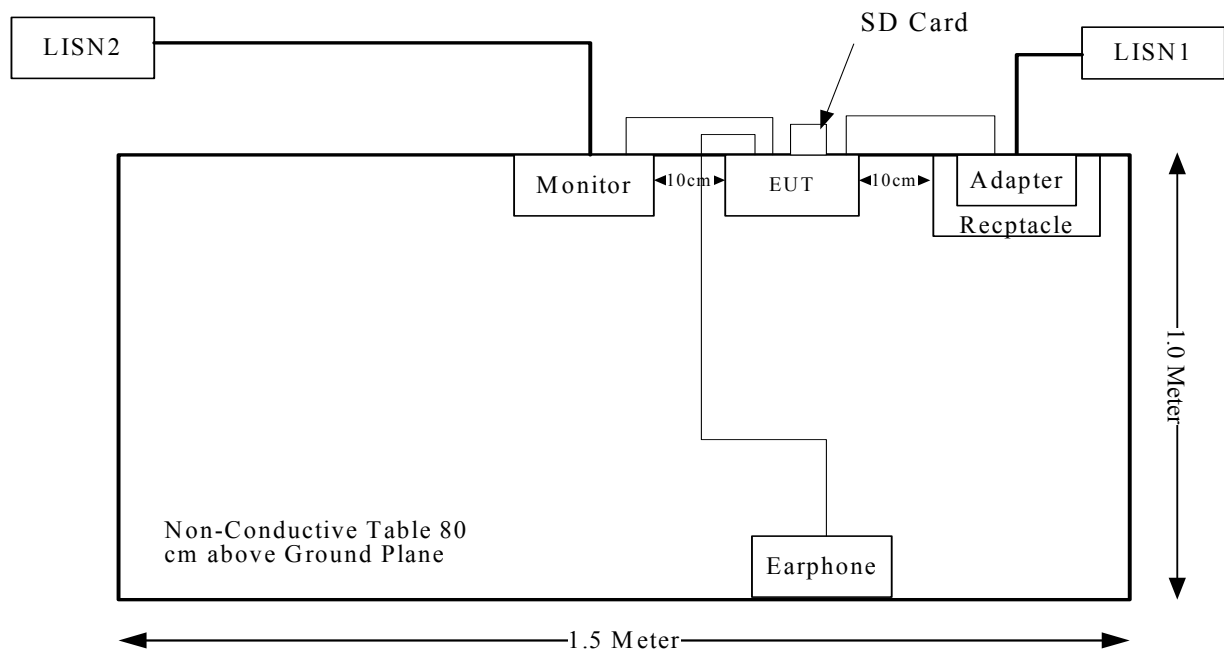 SD Card
LISN2
LISN1
Monitor
10cm
EUT
10cm
Adapter
Recptacle
1.0 Meter
Non-Conductive Table 80
cm above Ground Plane
Earphone
1.5 Meter